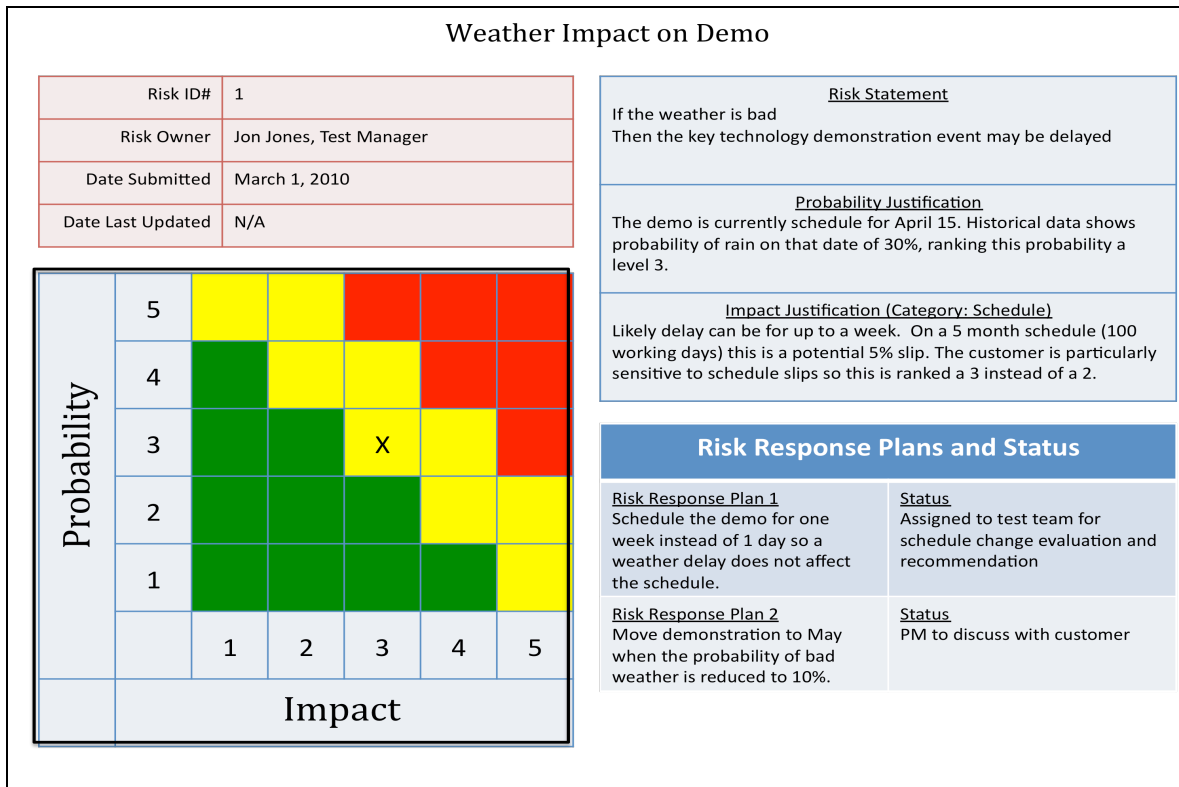 Weather Impact on Demo
Risk ID# 1
Risk Owner Jon Jones, Test Manager
Date Submitted March 1, 2010
Date Last Updated N/A
Risk Statement
If the weather is bad
Then the key technology demonstration event may be delayed
Probability Justification
The demo is currently schedule for April 15. Historical data shows
probability of rain on that date of 30%, ranking this probability a
level 3.
Impact Justification (Category: Schedule)
Likely delay can be for up to a week. On a 5 month schedule (100
working days) this is a potential 5% slip. The customer is particularly
sensitive to schedule slips so this is ranked a 3 instead of a 2.
Probability
5
4
3 X
2
1
1 2 3 4 5
Impact
Risk Response Plans and Status
Risk Response Plan 1
Schedule the demo for one
week instead of 1 day so a
weather delay does not affect
the schedule.
Status
Assigned to test team for
schedule change evaluation and
recommendation
Risk Response Plan 2
Move demonstration to May
when the probability of bad
weather is reduced to 10%.
Status
PM to discuss with customer